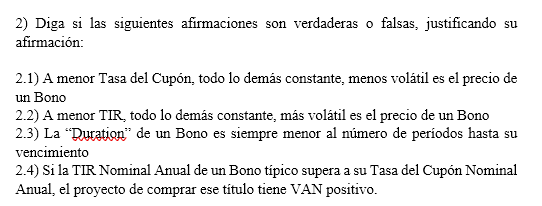 2) Diga si las siguientes afirmaciones son verdaderas o falsas, justificando su
afirmación:
2.1) A menor Tasa del Cupón, todo lo demás constante, menos volátil es el precio de
un Bono
2.2) A menor TIR, todo lo demás constante, más volátil es el precio de un Bono
2.3) La “Duration” de un Bono es siempre menor al número de períodos hasta su
vencimiento
2.4) Si la TIR Nominal Anual de un Bono típico supera a su Tasa del Cupón Nominal
Anual, el proyecto de comprar ese título tiene VAN positivo.